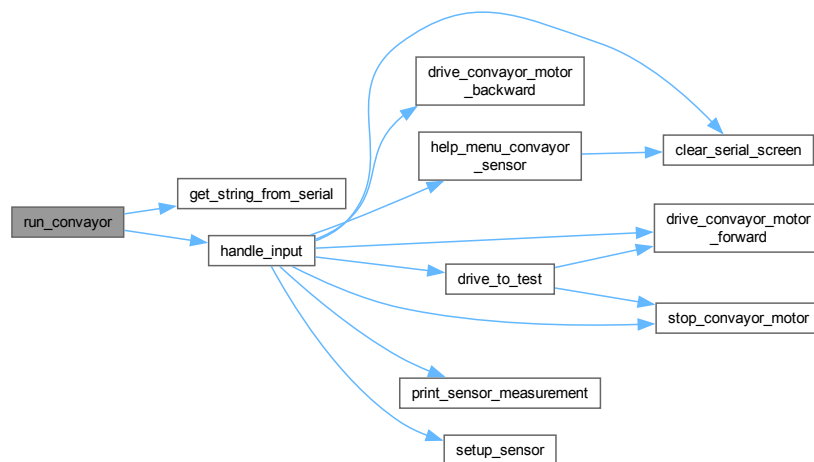 drive_convayor_motor
_backward
help_menu_convayor
_sensor
clear_serial_screen
get_string_from_serial
run_convayor
handle_input
drive_convayor_motor
_forward
drive_to_test
stop_convayor_motor
print_sensor_measurement
setup_sensor